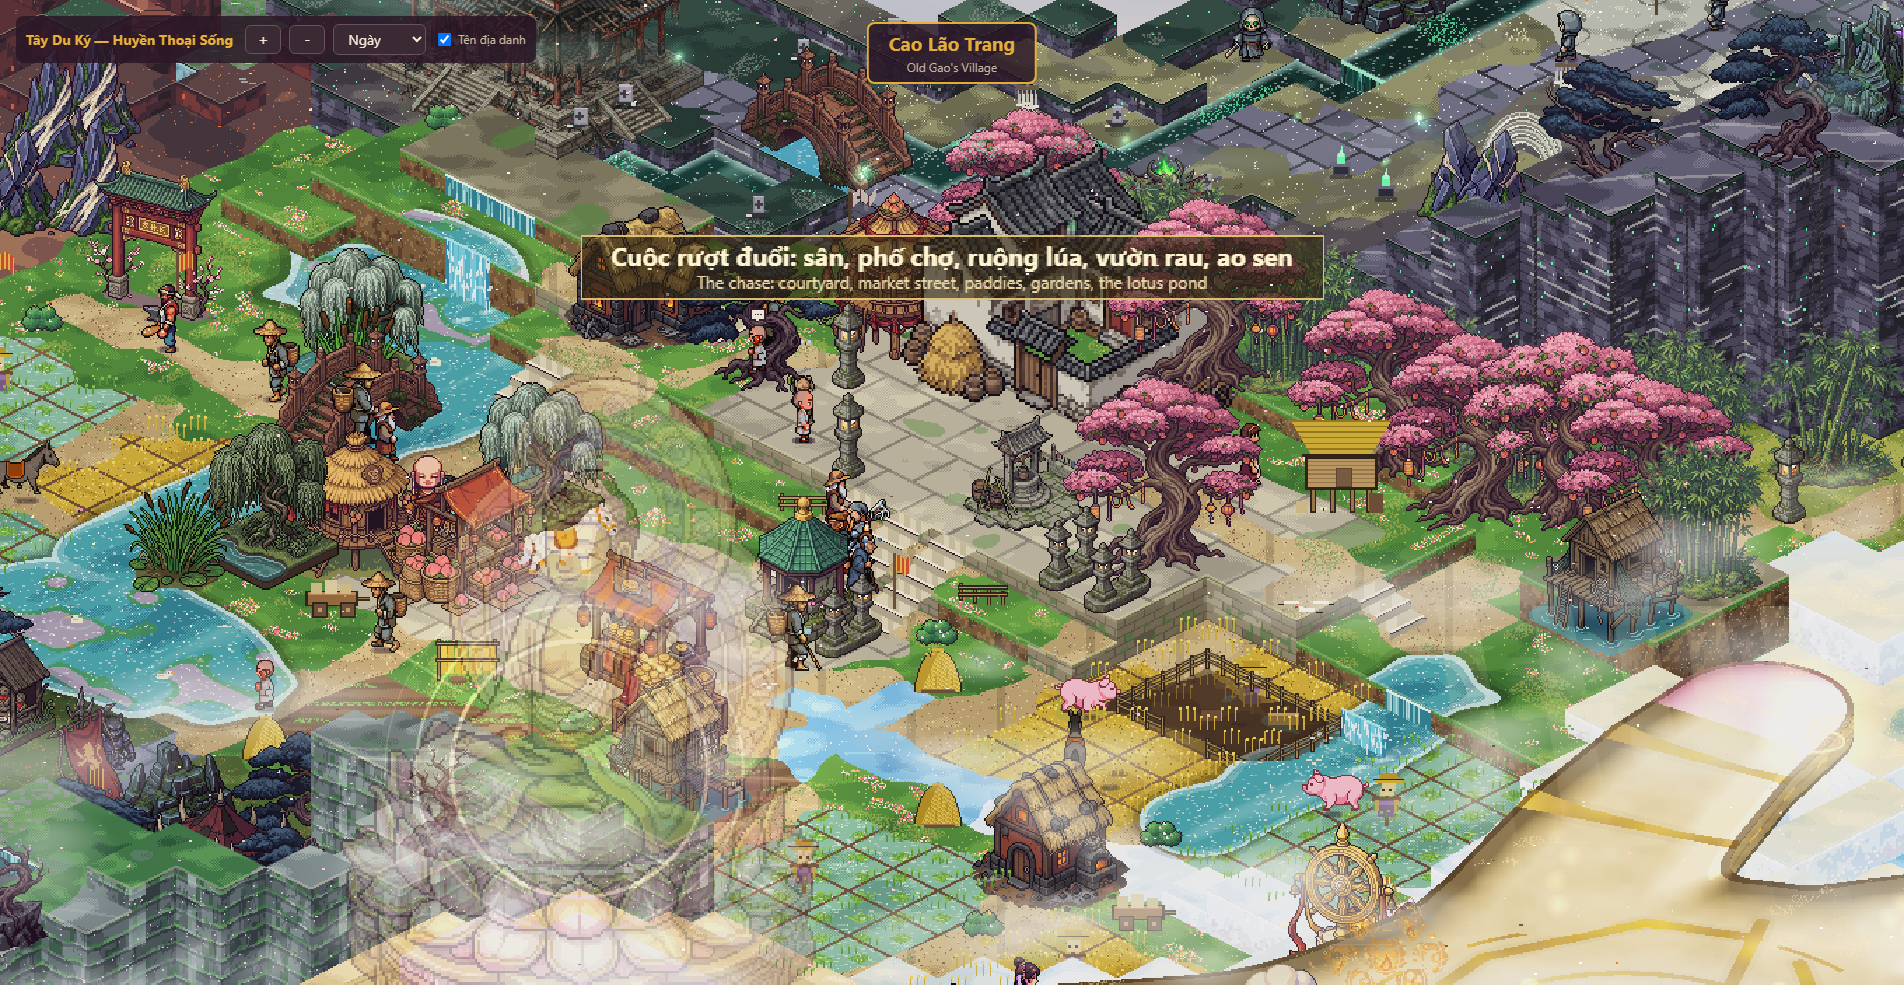 Tây Du Ký — Huyền Thoại Sống
+
-
Ngày
Tên địa danh
Cao Lão Trang
Old Gao's Village
Cuộc rượt đuổi: sân, phố chợ, ruộng lúa, vườn rau, ao sen
The chase: courtyard, market street, paddies, gardens, the lotus pond